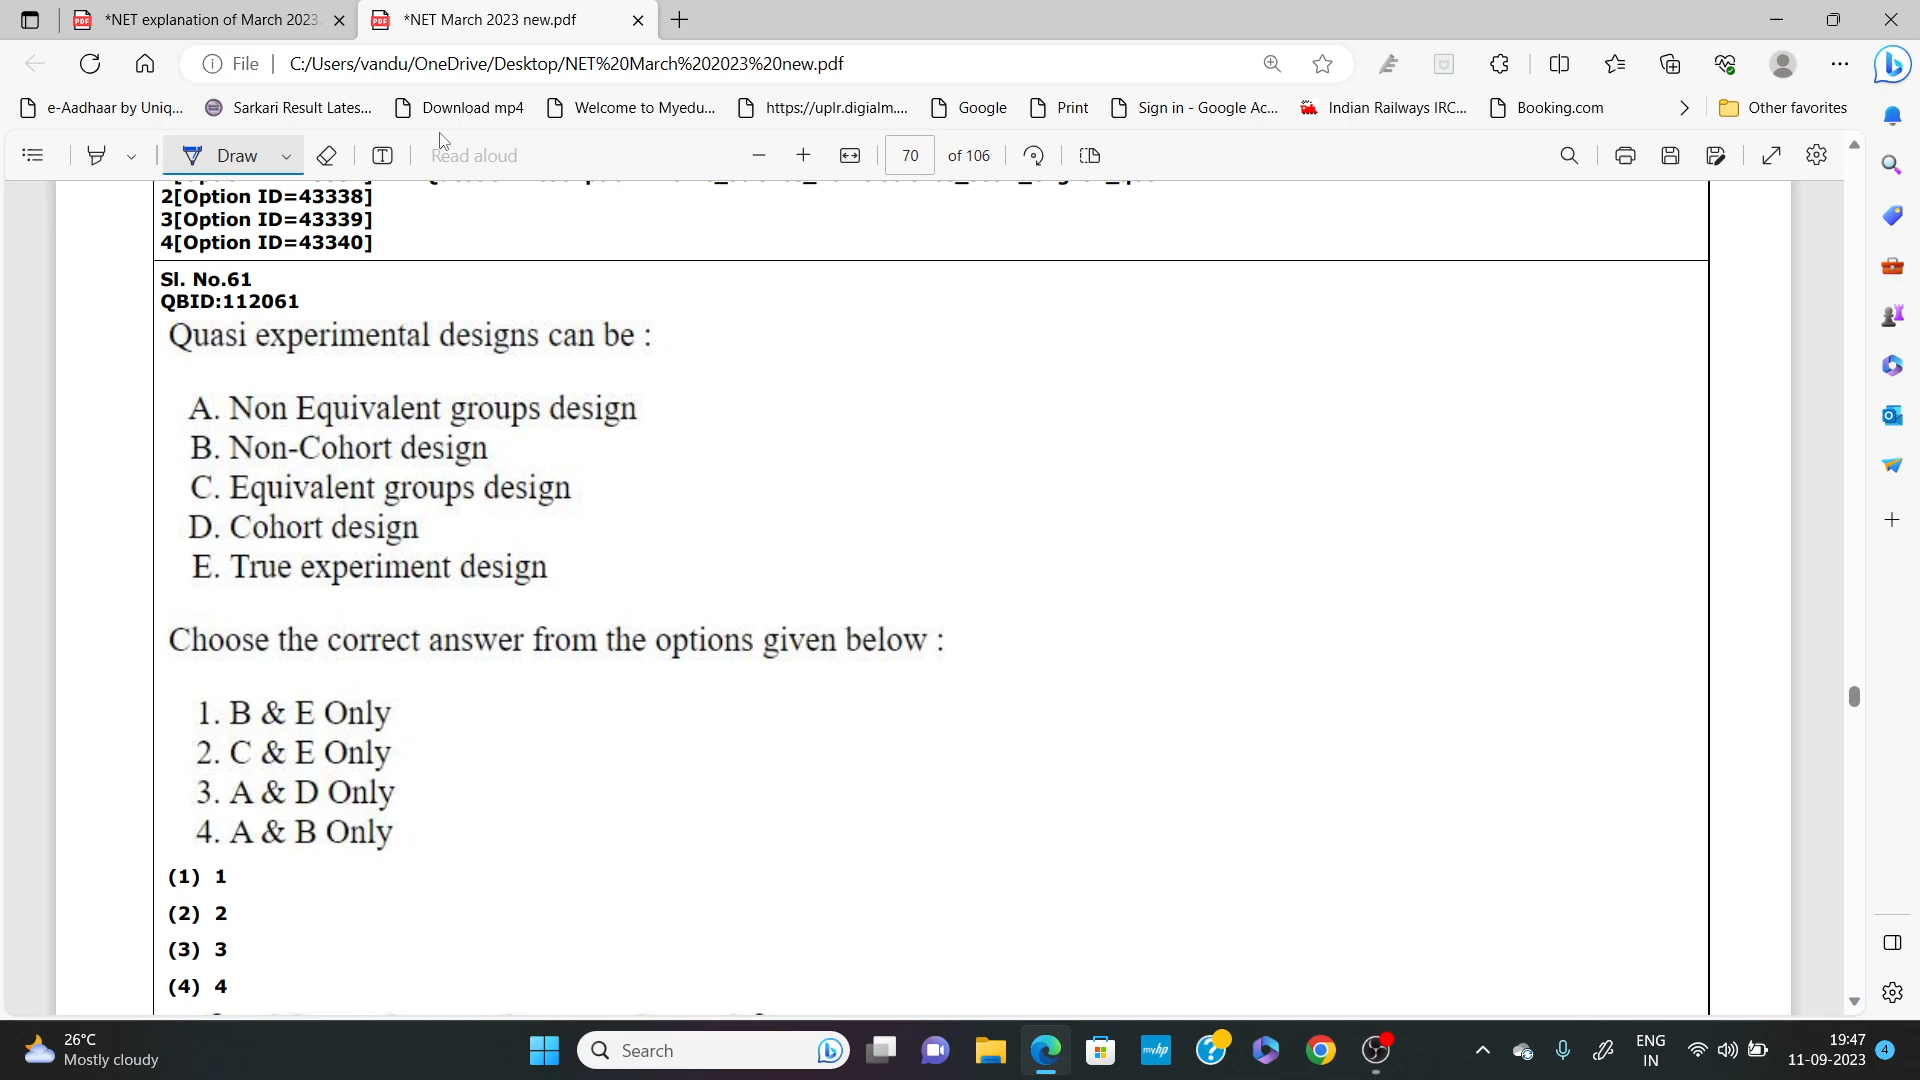 *NET explanation of March 2023.
*NET March 2023 new.pdf
File
C:/Users/vandu/OneDrive/Desktop/NET%20March%202023%20new.pdf
e-Aadhaar by Uniq...
Sarkari Result Lates...
Download mp4
Welcome to Myedu...
https://uplr.digialm....
Google
Print
Sign in - Google Ac...
Indian Railways IRC...
Booking.com
Other favorites
Draw
Read aloud
70
of 106
2[Option ID=43338]
3[Option ID=43339]
4[Option ID=43340]
Sl. No.61
QBID:112061
Quasi experimental designs can be :
A. Non Equivalent groups design
B. Non-Cohort design
C. Equivalent groups design
D. Cohort design
E. True experiment design
Choose the correct answer from the options given below :
1. B & E Only
2. C & E Only
3. A & D Only
4. A & B Only
(1) 1
(2) 2
(3) 3
(4) 4
26°C
Mostly cloudy
Search
myhp
ENG
IN
19:47
11-09-2023
4